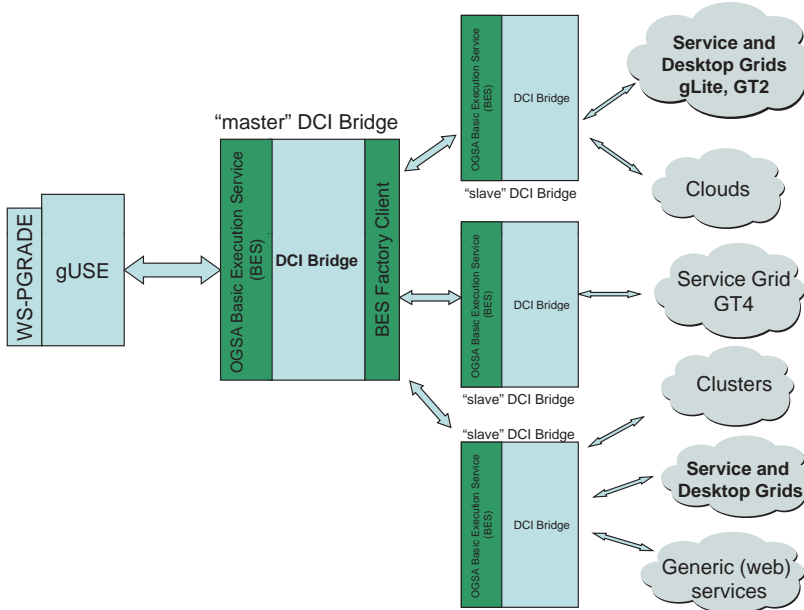 WS-PGRADE
gUSE
“master” DCI Bridge
OGSA Basic Execution Service
(BES)
DCI Bridge
BES Factory Client
OGSA Basic Execution Service
(BES)
DCI Bridge
“slave” DCI Bridge
OGSA Basic Execution Service
(BES)
DCI Bridge
“slave” DCI Bridge
“slave” DCI Bridge
OGSA Basic Execution Service
(BES)
DCI Bridge
Service and
Desktop Grids
gLite, GT2
Clouds
Service Grid
GT4
Clusters
Service and
Desktop Grids
Generic (web)
services